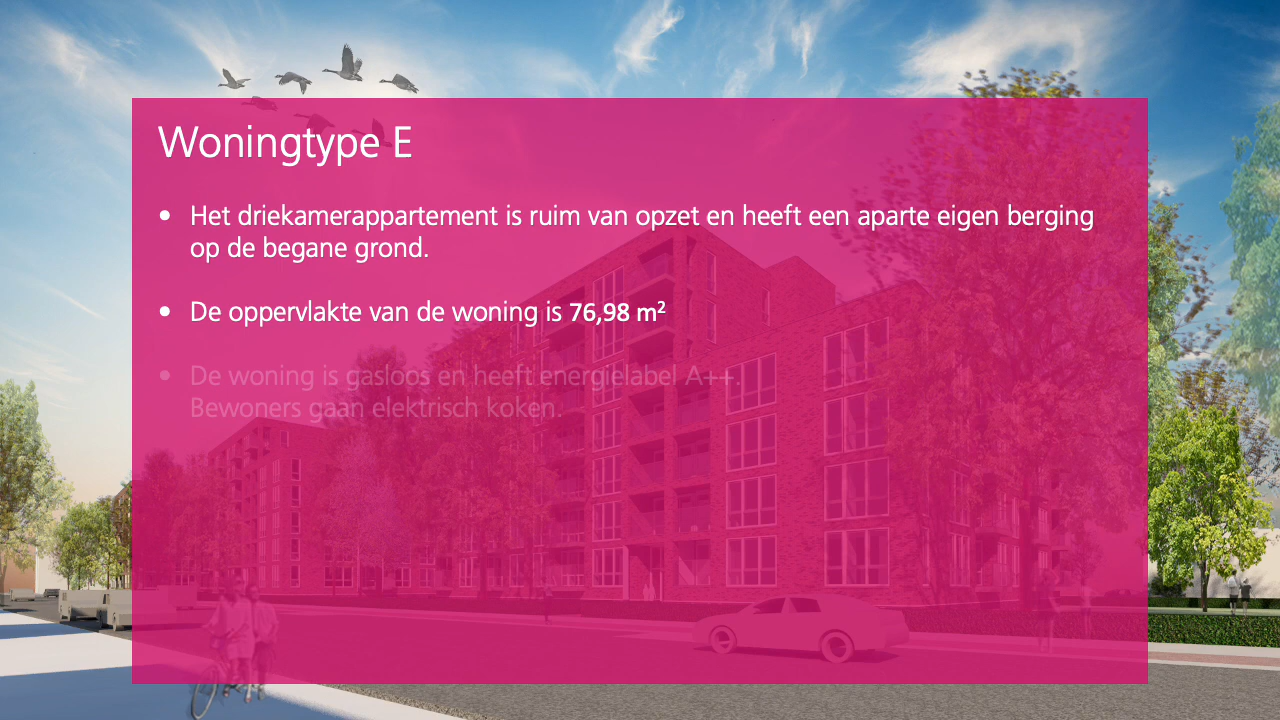 Woningtype E
• Het driekamerappartement is ruim van opzet en heeft een aparte eigen berging
op de begane grond.
• De oppervlakte van de woning is 76,98 m²
• De woning is gasloos en heeft energielabel A++.
Bewoners gaan elektrisch koken.